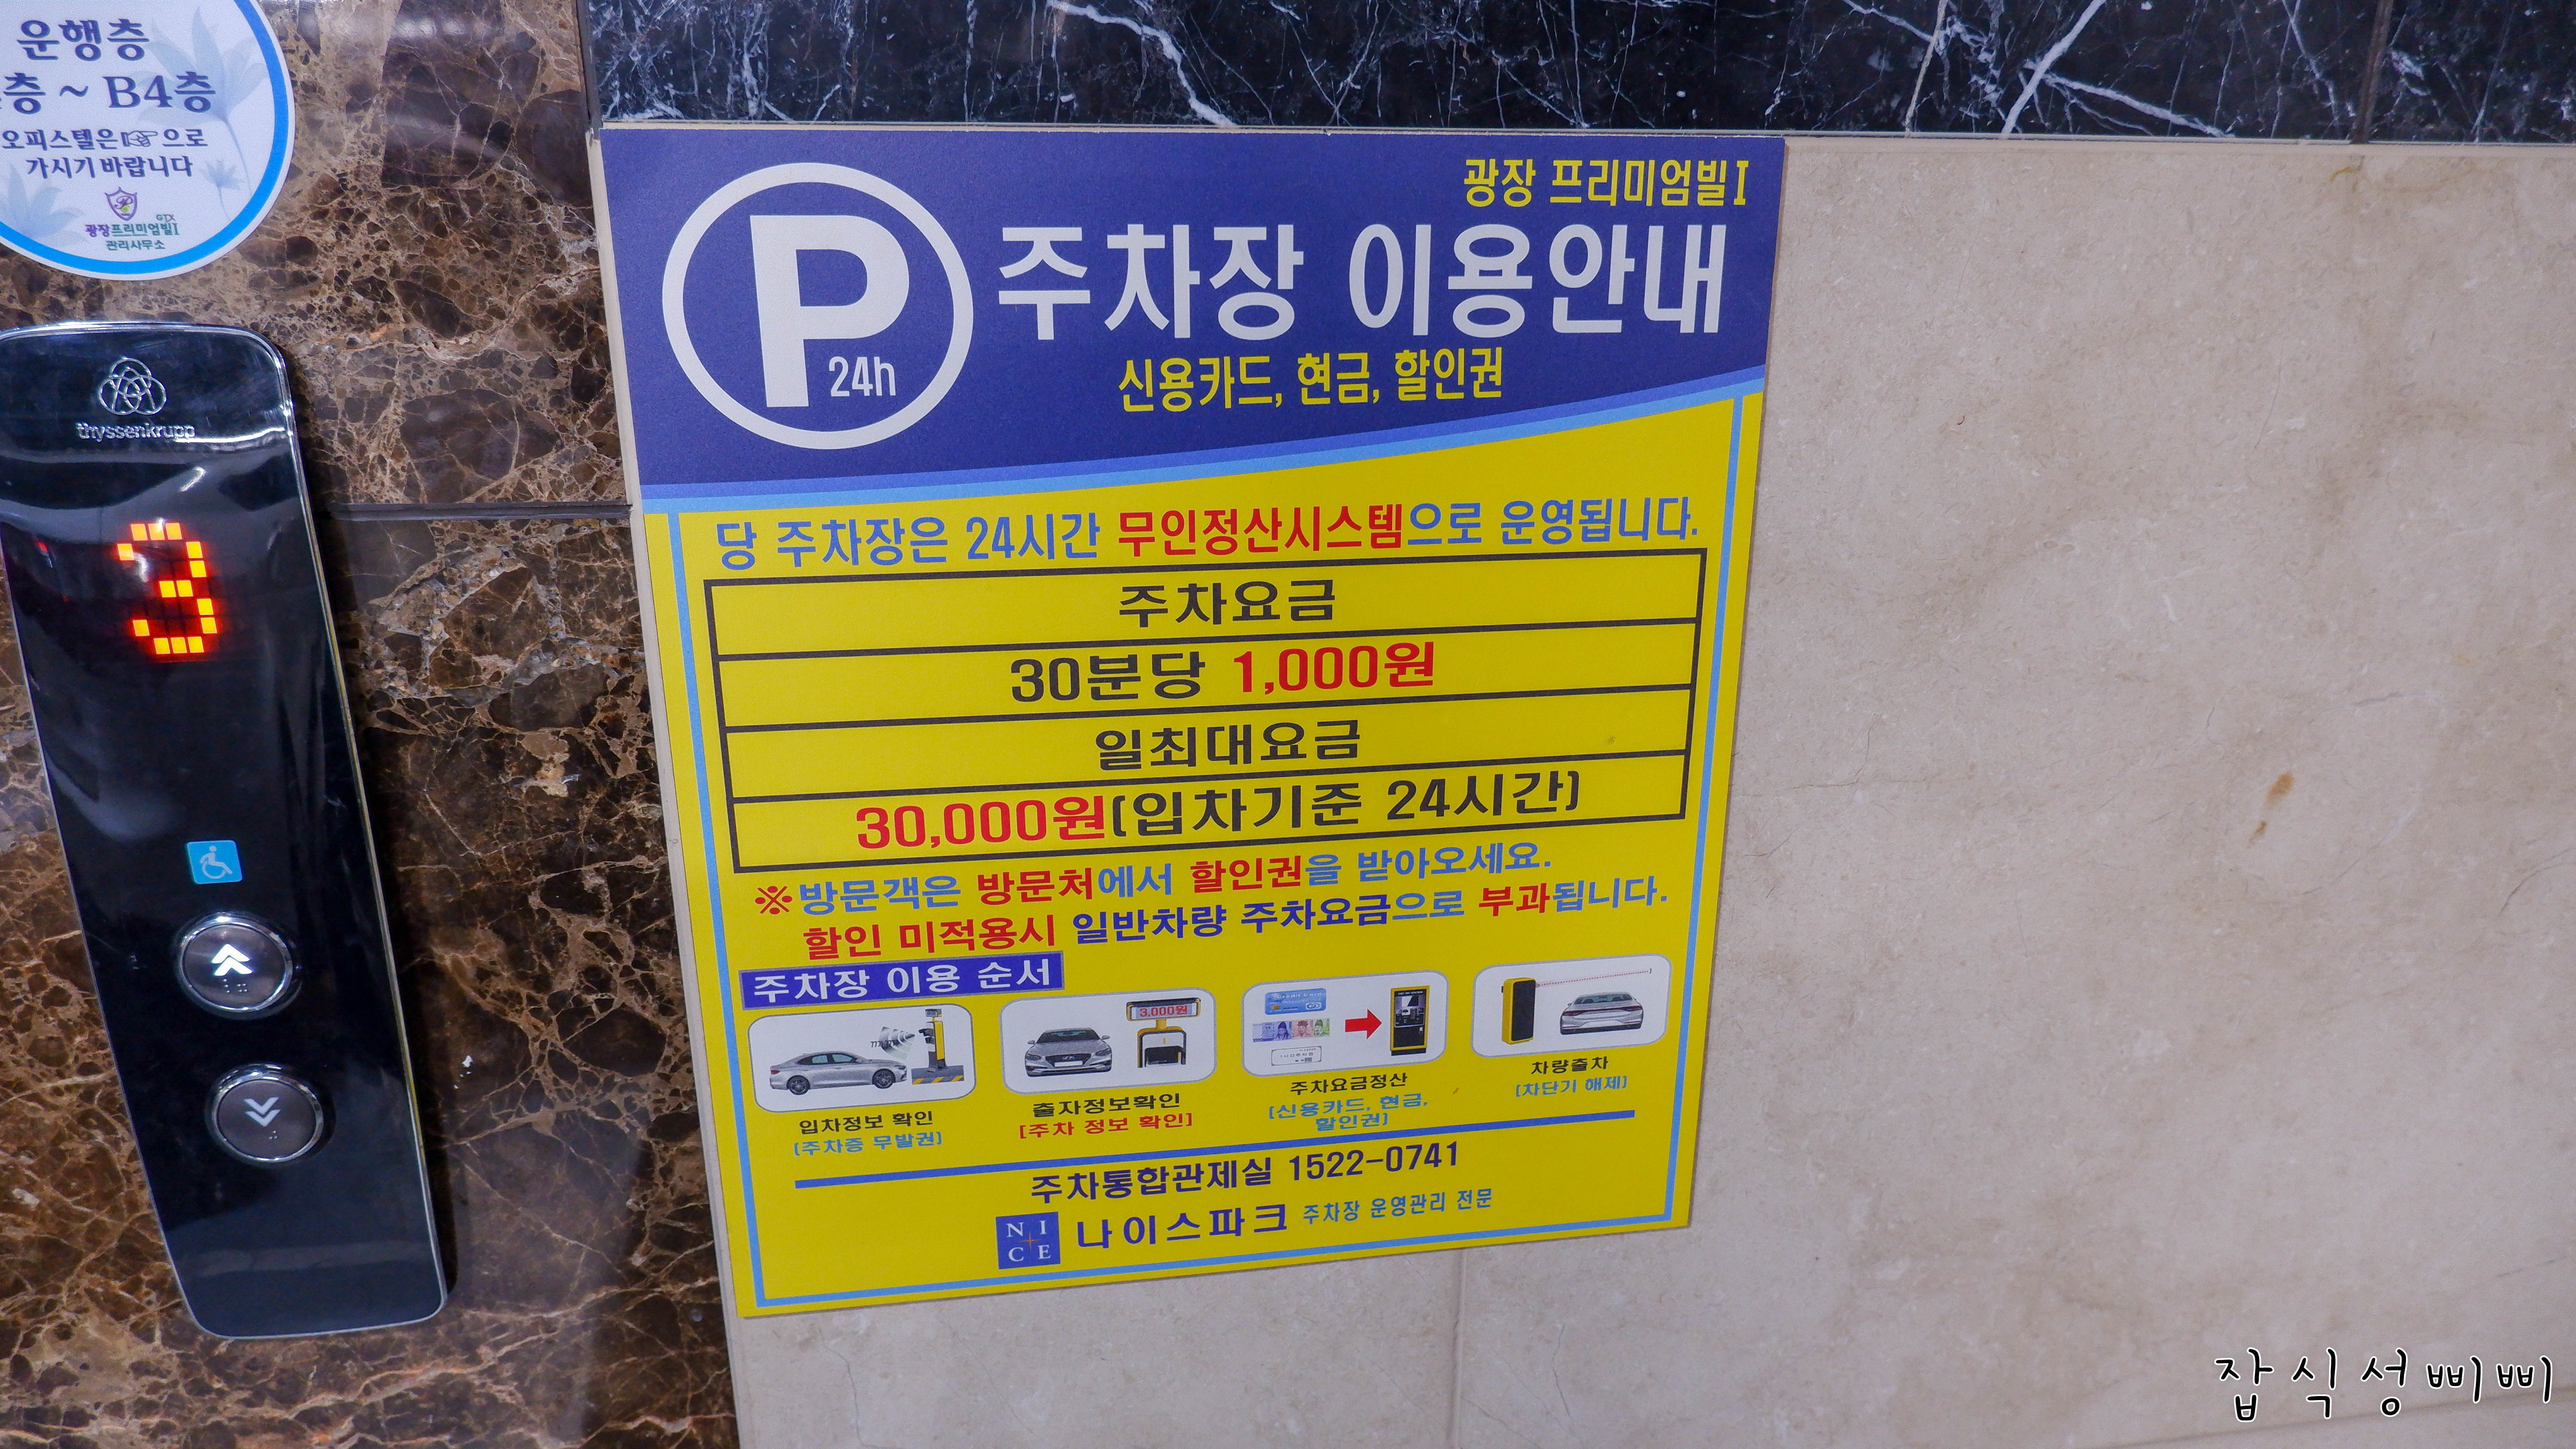 운행층
층 ~ B4층
오피스텔은☞으로
가시기 바랍니다
GTX
광장프리미엄빌I
관리사무소
thyssenkrupp
3
광장 프리미엄빌I
P
24h
주차장 이용안내
신용카드, 현금, 할인권
당 주차장은 24시간 무인정산시스템으로 운영됩니다.
주차요금
30분당 1,000원
일최대요금
30,000원(입차기준 24시간)
※방문객은 방문처에서 할인권을 받아오세요.
할인 미적용시 일반차량 주차요금으로 부과됩니다.
주차장 이용 순서
3,000원
입차정보 확인
(주차증 무발권)
출자정보확인
[주차 정보 확인]
주차요금정산
(신용카드, 현금,
할인권)
차량출차
(차단기 해제)
주차통합관제실 1522-0741
NI
CE
나이스파크 주차장 운영관리 전문
잡식성삐삐